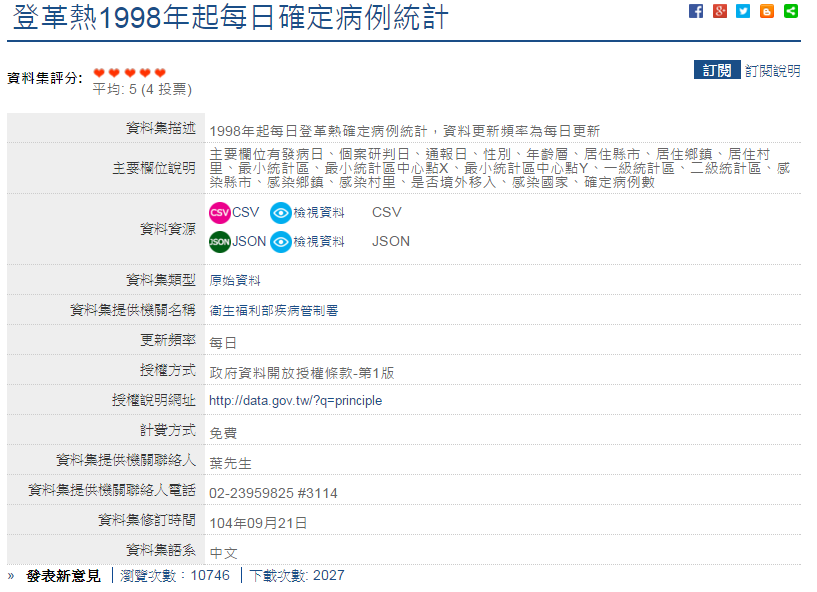 登革熱1998年起每日確定病例統計
資料集評分:
平均: 5 (4 投票)
訂閱 訂閱說明
資料集描述 1998年起每日登革熱確定病例統計，資料更新頻率為每日更新
主要欄位說明 主要欄位有發病日、個案研判日、通報日、性別、年齡層、居住縣市、居住鄉鎮、居住村
里、最小統計區、最小統計區中心點X、最小統計區中心點Y、一級統計區、二級統計區、感
染縣市、感染鄉鎮、感染村里、是否境外移入、感染國家、確定病例數
資料資源
CSV CSV 檢視資料 CSV
JSON JSON 檢視資料 JSON
資料集類型 原始資料
資料集提供機關名稱 衛生福利部疾病管制署
更新頻率 每日
授權方式 政府資料開放授權條款-第1版
授權說明網址 http://data.gov.tw/?q=principle
計費方式 免費
資料集提供機關聯絡人 葉先生
資料集提供機關聯絡人電話 02-23959825 #3114
資料集修訂時間 104年09月21日
資料集語系 中文
» 發表新意見 瀏覽次數：10746 下載次數: 2027